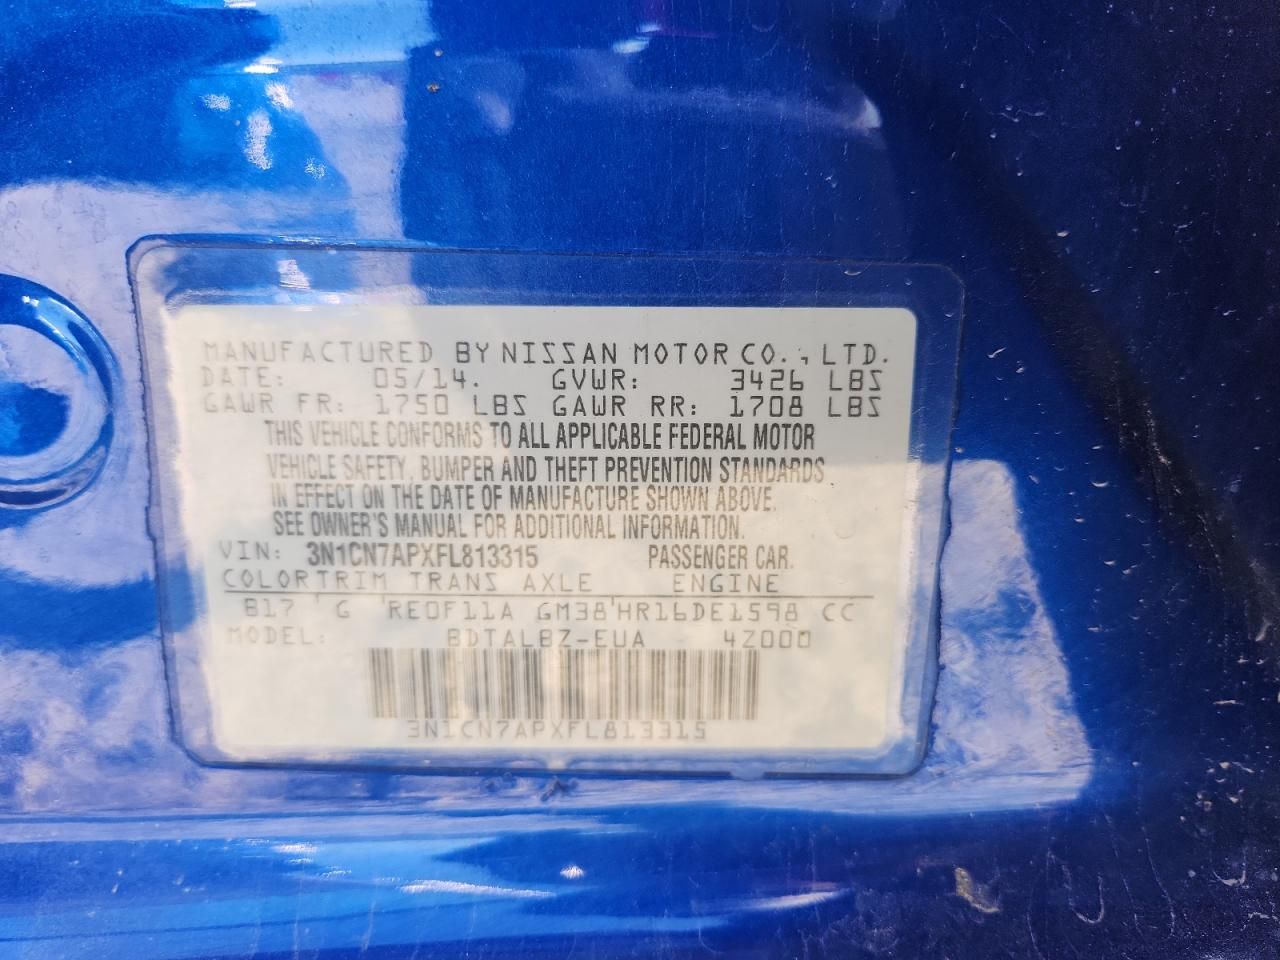 MANUFACTURED BY NISSAN MOTOR CO., LTD.
DATE: 05/14. GVWR: 3426 LBS
GAWR FR: 1750 LBS GAWR RR: 1708 LBS
THIS VEHICLE CONFORMS TO ALL APPLICABLE FEDERAL MOTOR
VEHICLE SAFETY, BUMPER AND THEFT PREVENTION STANDARDS
IN EFFECT ON THE DATE OF MANUFACTURE SHOWN ABOVE.
SEE OWNER'S MANUAL FOR ADDITIONAL INFORMATION.
VIN: 3N1CN7APXFL813315 PASSENGER CAR.
COLOR TRIM TRANS AXLE ENGINE
B17 G RE0F11A GM38 HR16DE1598 CC
MODEL: BDTALBZ-EUA 4Z000
3N1CN7APXFL813315